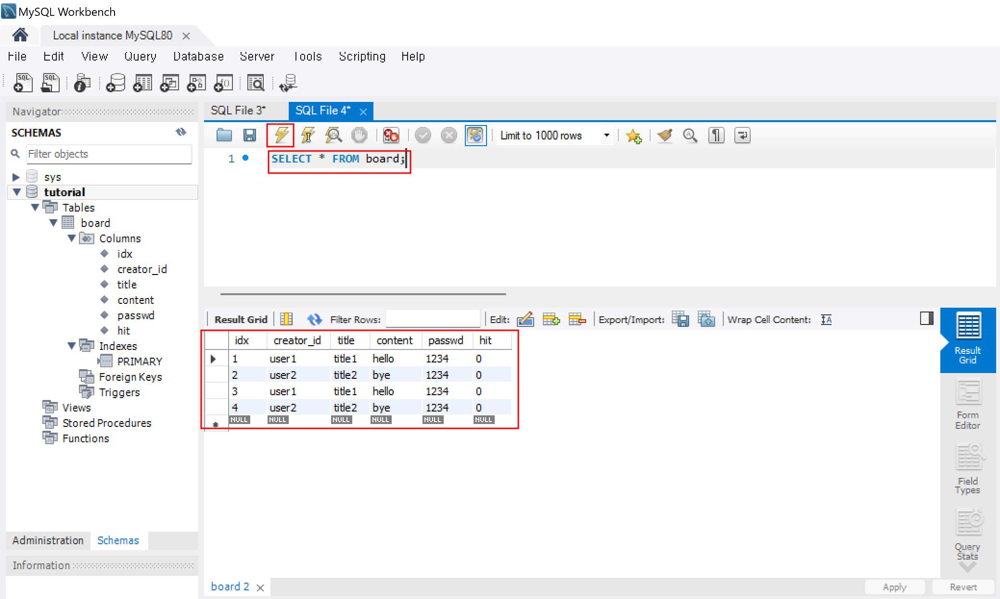 MySQL Workbench
Local instance MySQL80
File Edit View Query Database Server Tools Scripting Help
SQL SQL f()
Navigator
SQL File 3* SQL File 4*
SCHEMAS
Limit to 1000 rows
Filter objects
1 SELECT * FROM board;
sys
tutorial
Tables
board
Columns
idx
creator_id
title
content
passwd
hit
Indexes
PRIMARY
Foreign Keys
Triggers
Views
Stored Procedures
Functions
Administration Schemas
Information
Result Grid Filter Rows: Edit: Export/Import: Wrap Cell Content: IA
idx creator_id title content passwd hit
1 user1 title1 hello 1234 0
2 user2 title2 bye 1234 0
3 user1 title1 hello 1234 0
4 user2 title2 bye 1234 0
NULL NULL NULL NULL NULL NULL
Result
Grid
Form
Editor
Field
Types
Query
Stats
board 2
Apply Revert